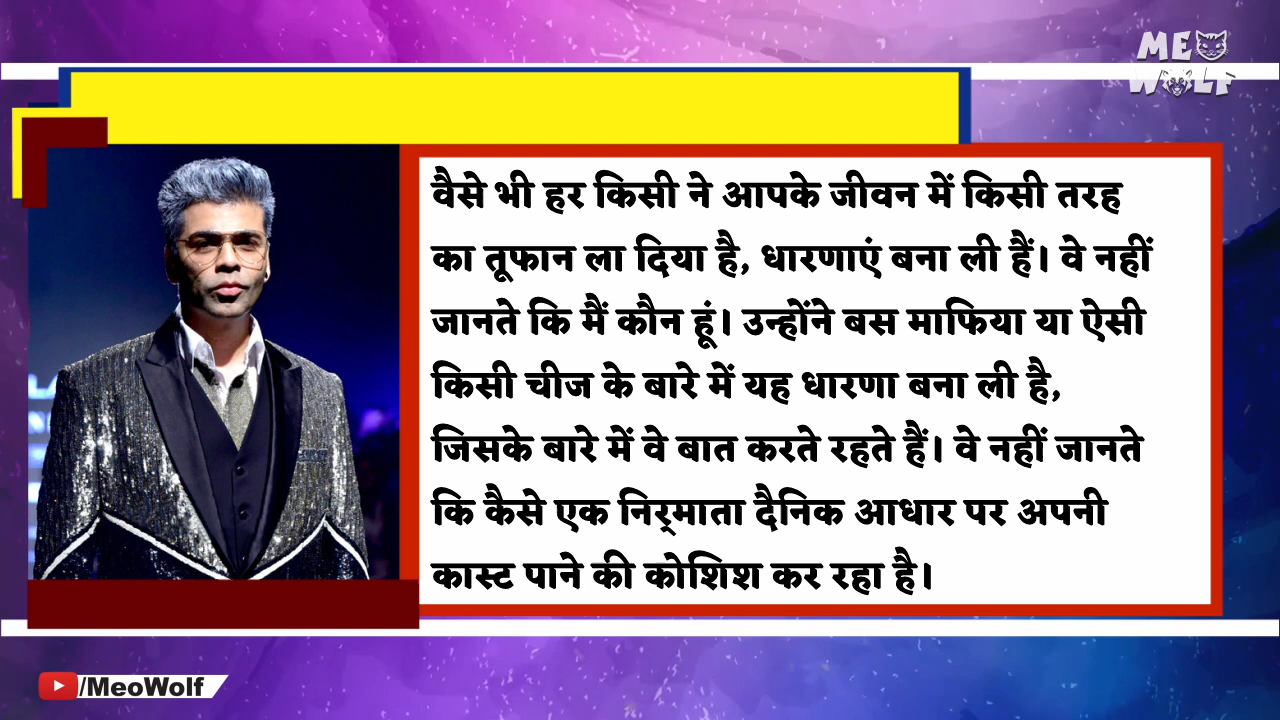 MEO
WOLF
वैसे भी हर किसी ने आपके जीवन में किसी तरह
का तूफान ला दिया है, धारणाएं बना ली हैं। वे नहीं
जानते कि मैं कौन हूं। उन्होंने बस माफिया या ऐसी
किसी चीज के बारे में यह धारणा बना ली है,
जिसके बारे में वे बात करते रहते हैं। वे नहीं जानते
कि कैसे एक निर्‌माता दैनिक आधार पर अपनी
कास्ट पाने की कोशिश कर रहा है।
/MeoWolf